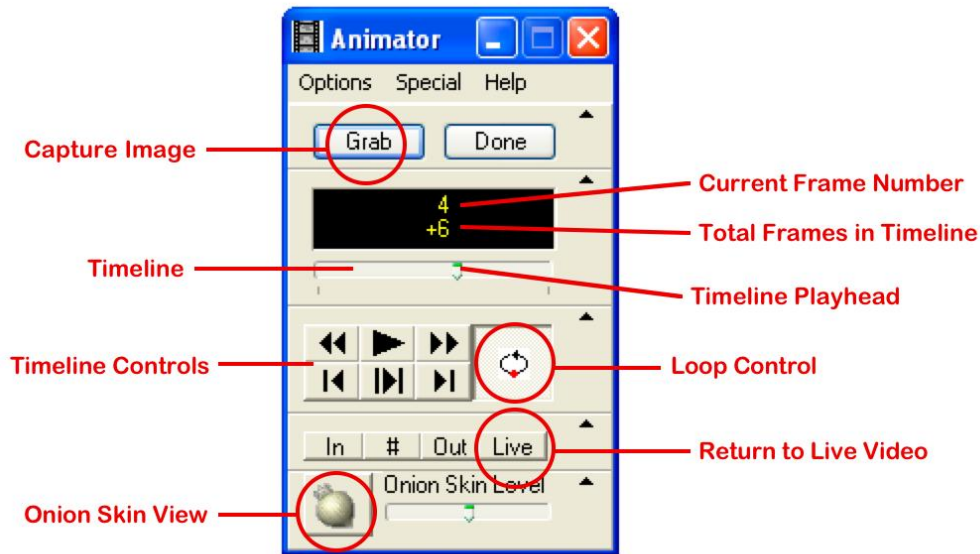 Animator
Options Special Help
Grab Done
Capture Image
4
Current Frame Number
+6
Total Frames in Timeline
Timeline
Timeline Playhead
Timeline Controls
Loop Control
In # Out Live
Return to Live Video
Onion Skin Level
Onion Skin View